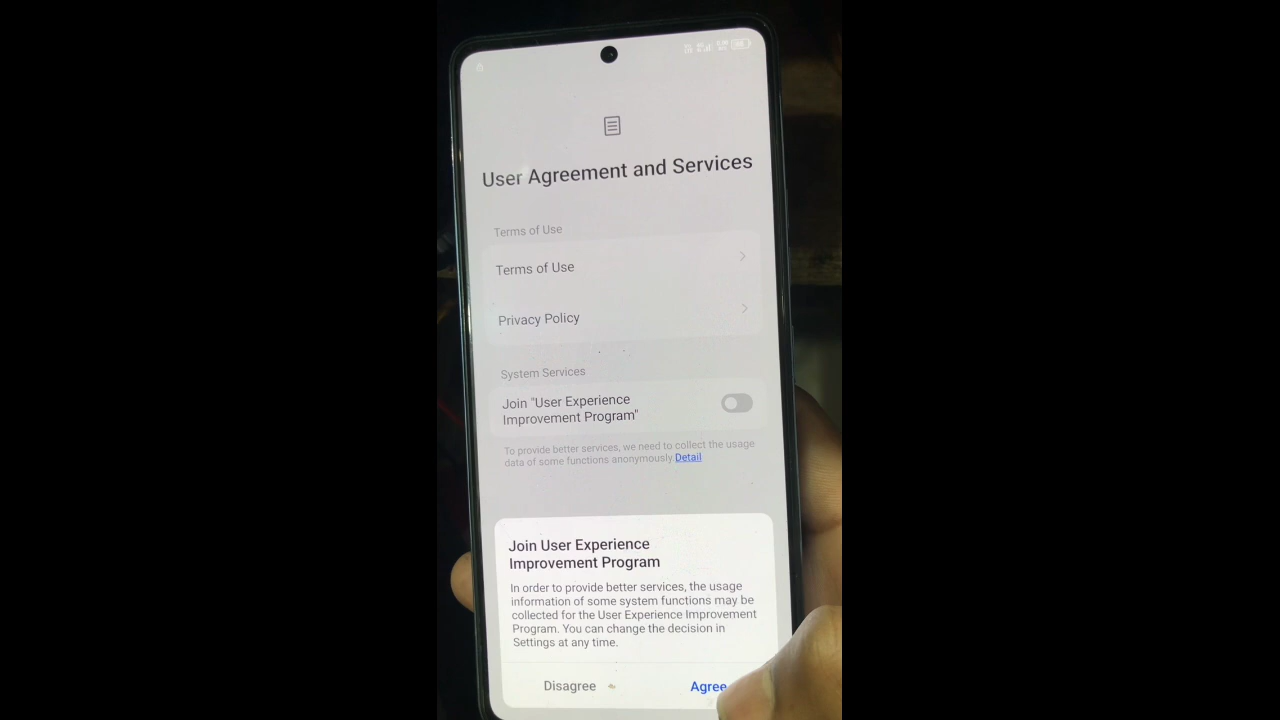 User Agreement and Services
Terms of Use
Terms of Use
Privacy Policy
System Services
Join "User Experience
Improvement Program"
To provide better services, we need to collect the usage
data of some functions anonymously.Detail
Join User Experience
Improvement Program
In order to provide better services, the usage
information of some system functions may be
collected for the User Experience Improvement
Program. You can change the decision in
Settings at any time.
Disagree
Agree